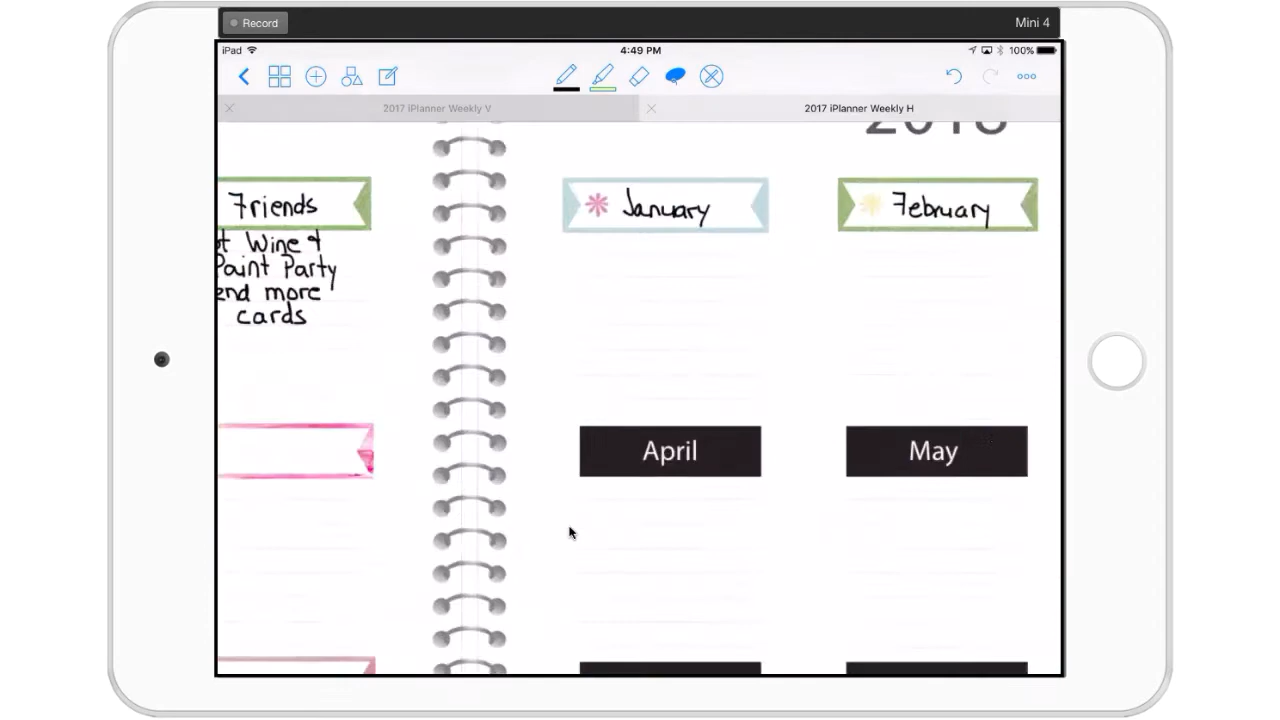 Record
Mini 4
iPad
4:49 PM
100%
2017 iPlanner Weekly V
2017 iPlanner Weekly H
Friends
Wine &
Paint Party
end more
cards
January
February
April
May